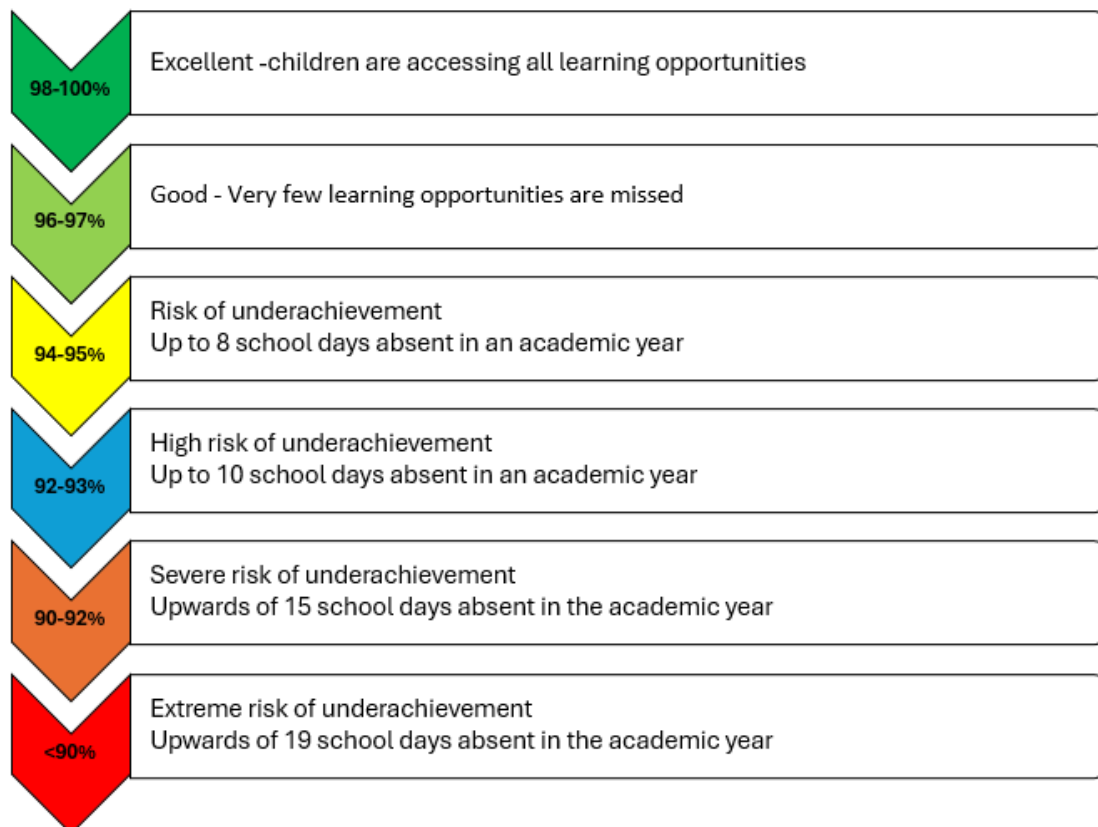 98-100%
Excellent -children are accessing all learning opportunities
96-97%
Good - Very few learning opportunities are missed
94-95%
Risk of underachievement
Up to 8 school days absent in an academic year
92-93%
High risk of underachievement
Up to 10 school days absent in an academic year
90-92%
Severe risk of underachievement
Upwards of 15 school days absent in the academic year
<90%
Extreme risk of underachievement
Upwards of 19 school days absent in the academic year